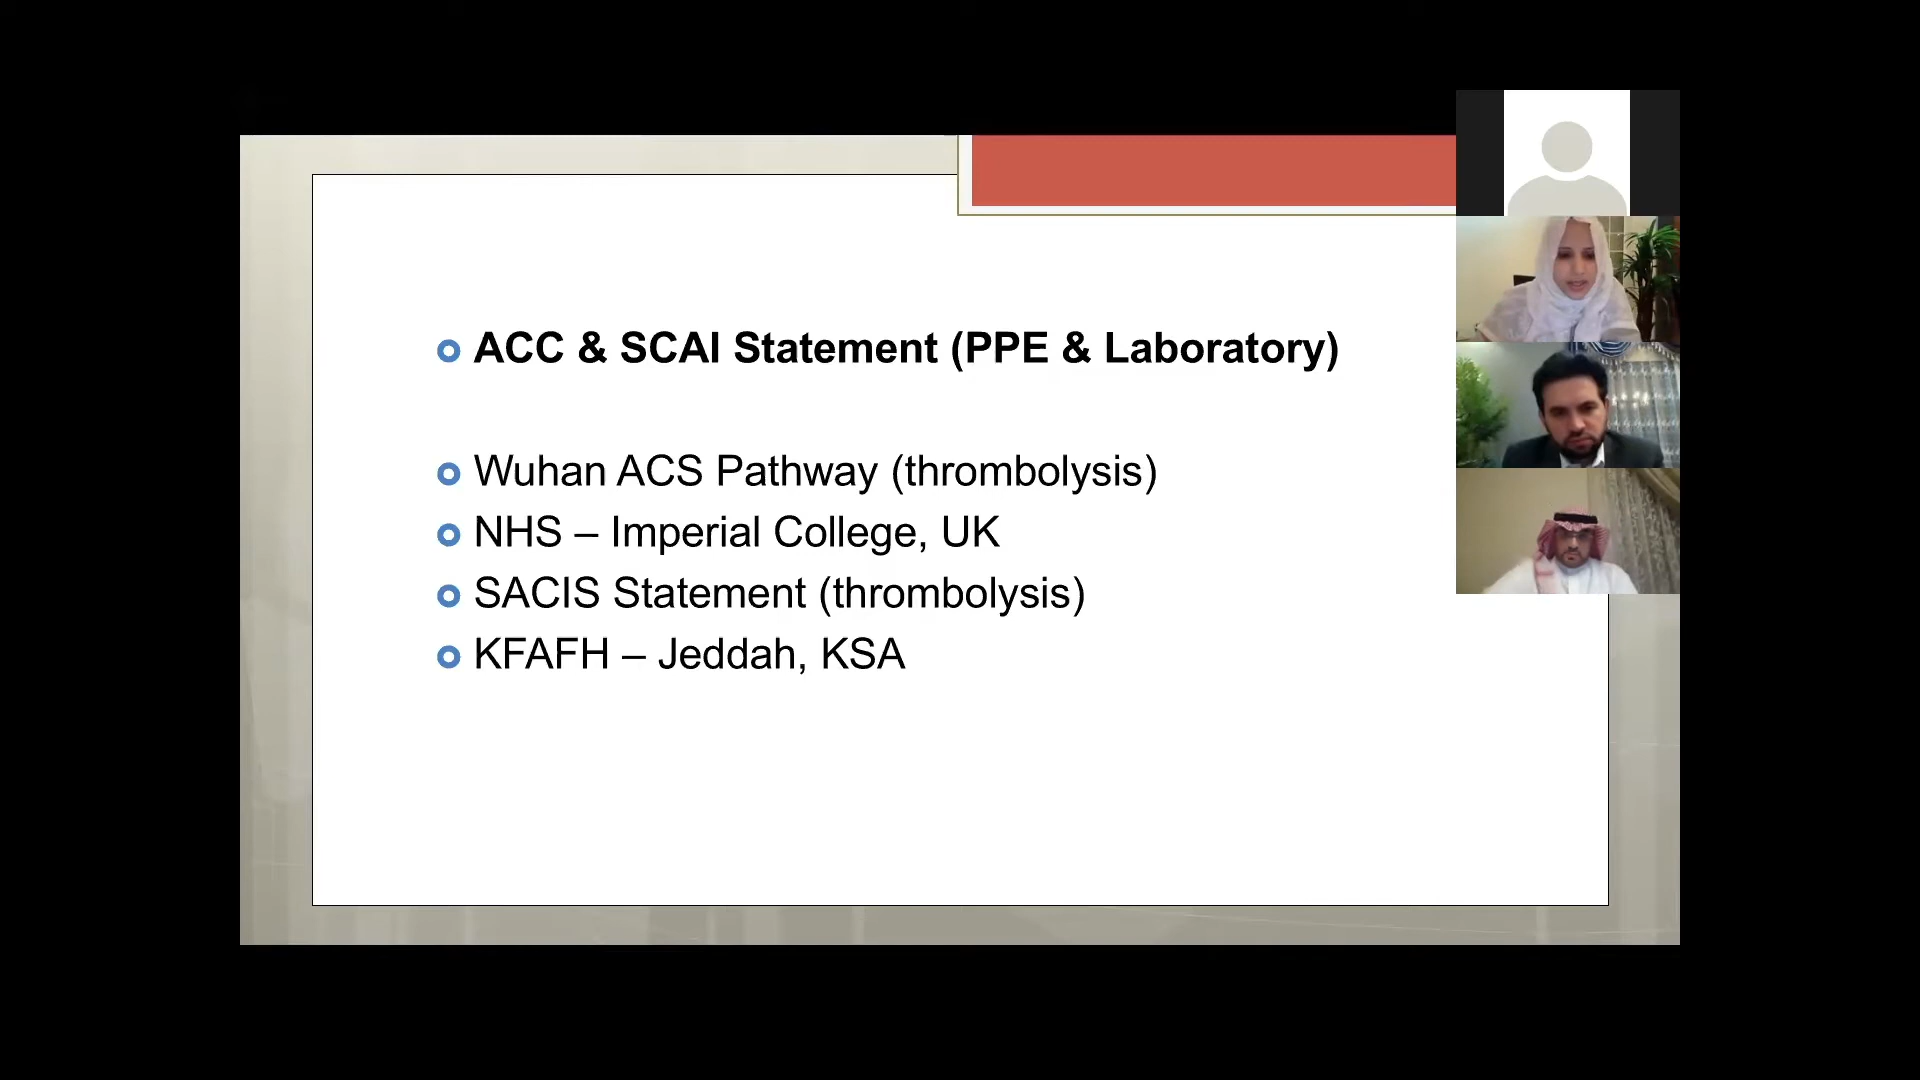 ACC & SCAI Statement (PPE & Laboratory)
Wuhan ACS Pathway (thrombolysis)
NHS – Imperial College, UK
SACIS Statement (thrombolysis)
KFAFH – Jeddah, KSA